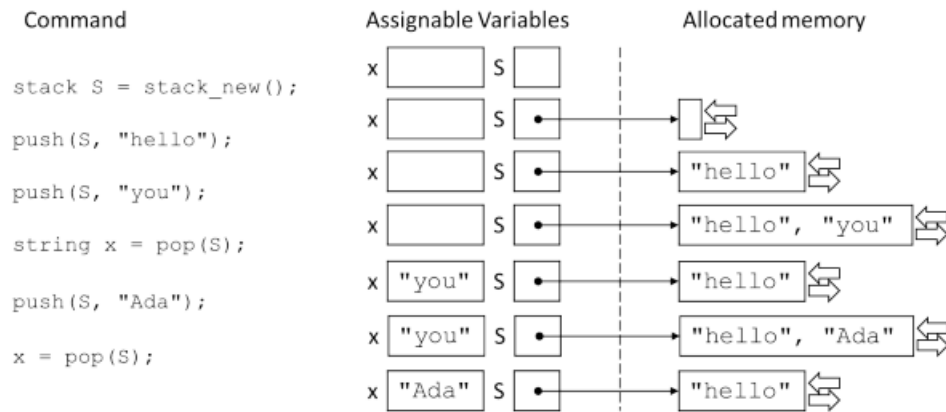 Command Assignable Variables Allocated memory
x S
stack S = stack_new();
x S
push(S, "hello");
x S "hello"
push(S, "you");
x S "hello", "you"
string x = pop(S);
x "you" S "hello"
push(S, "Ada");
x "you" S "hello", "Ada"
x = pop(S);
x "Ada" S "hello"